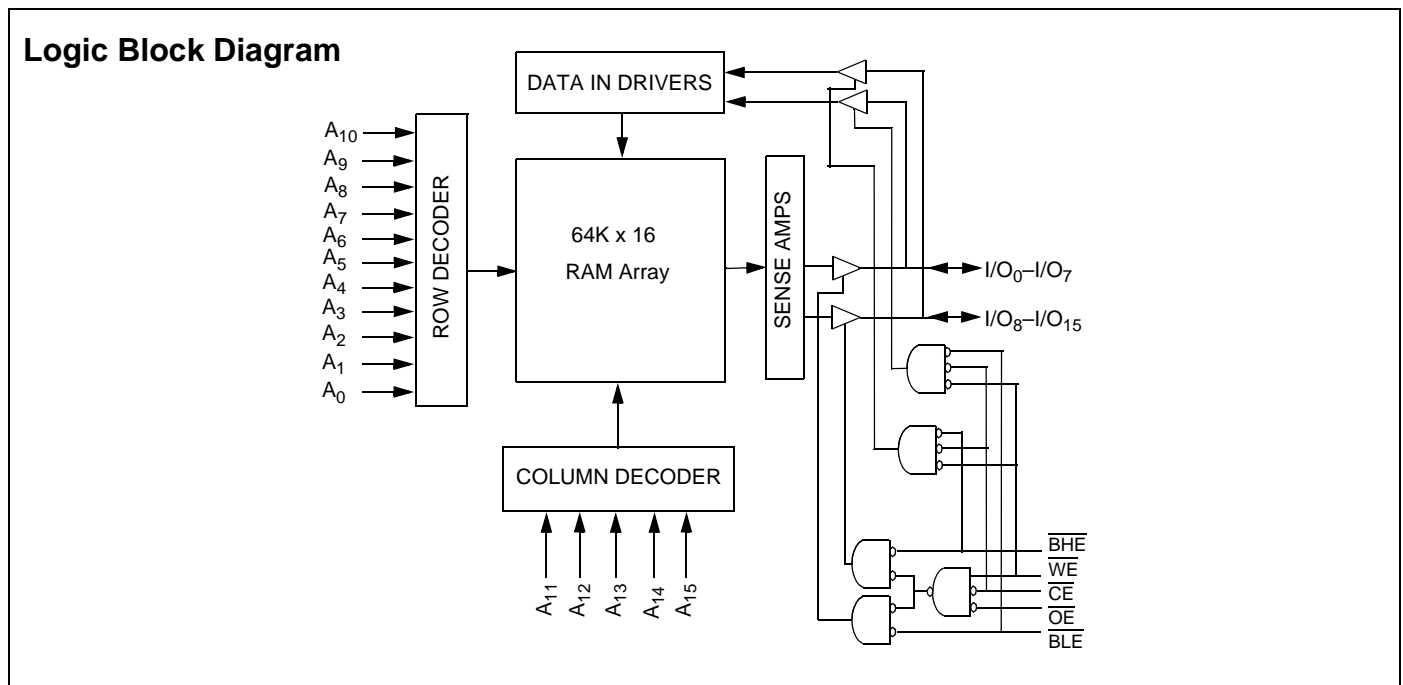 Logic Block Diagram
DATA IN DRIVERS
A10
A9
A8
A7
A6
A5
A4
A3
A2
A1
A0
ROW DECODER
64K x 16
RAM Array
SENSE AMPS
I/O0–I/O7
I/O8–I/O15
COLUMN DECODER
A11
A12
A13
A14
A15
BHE
WE
CE
OE
BLE